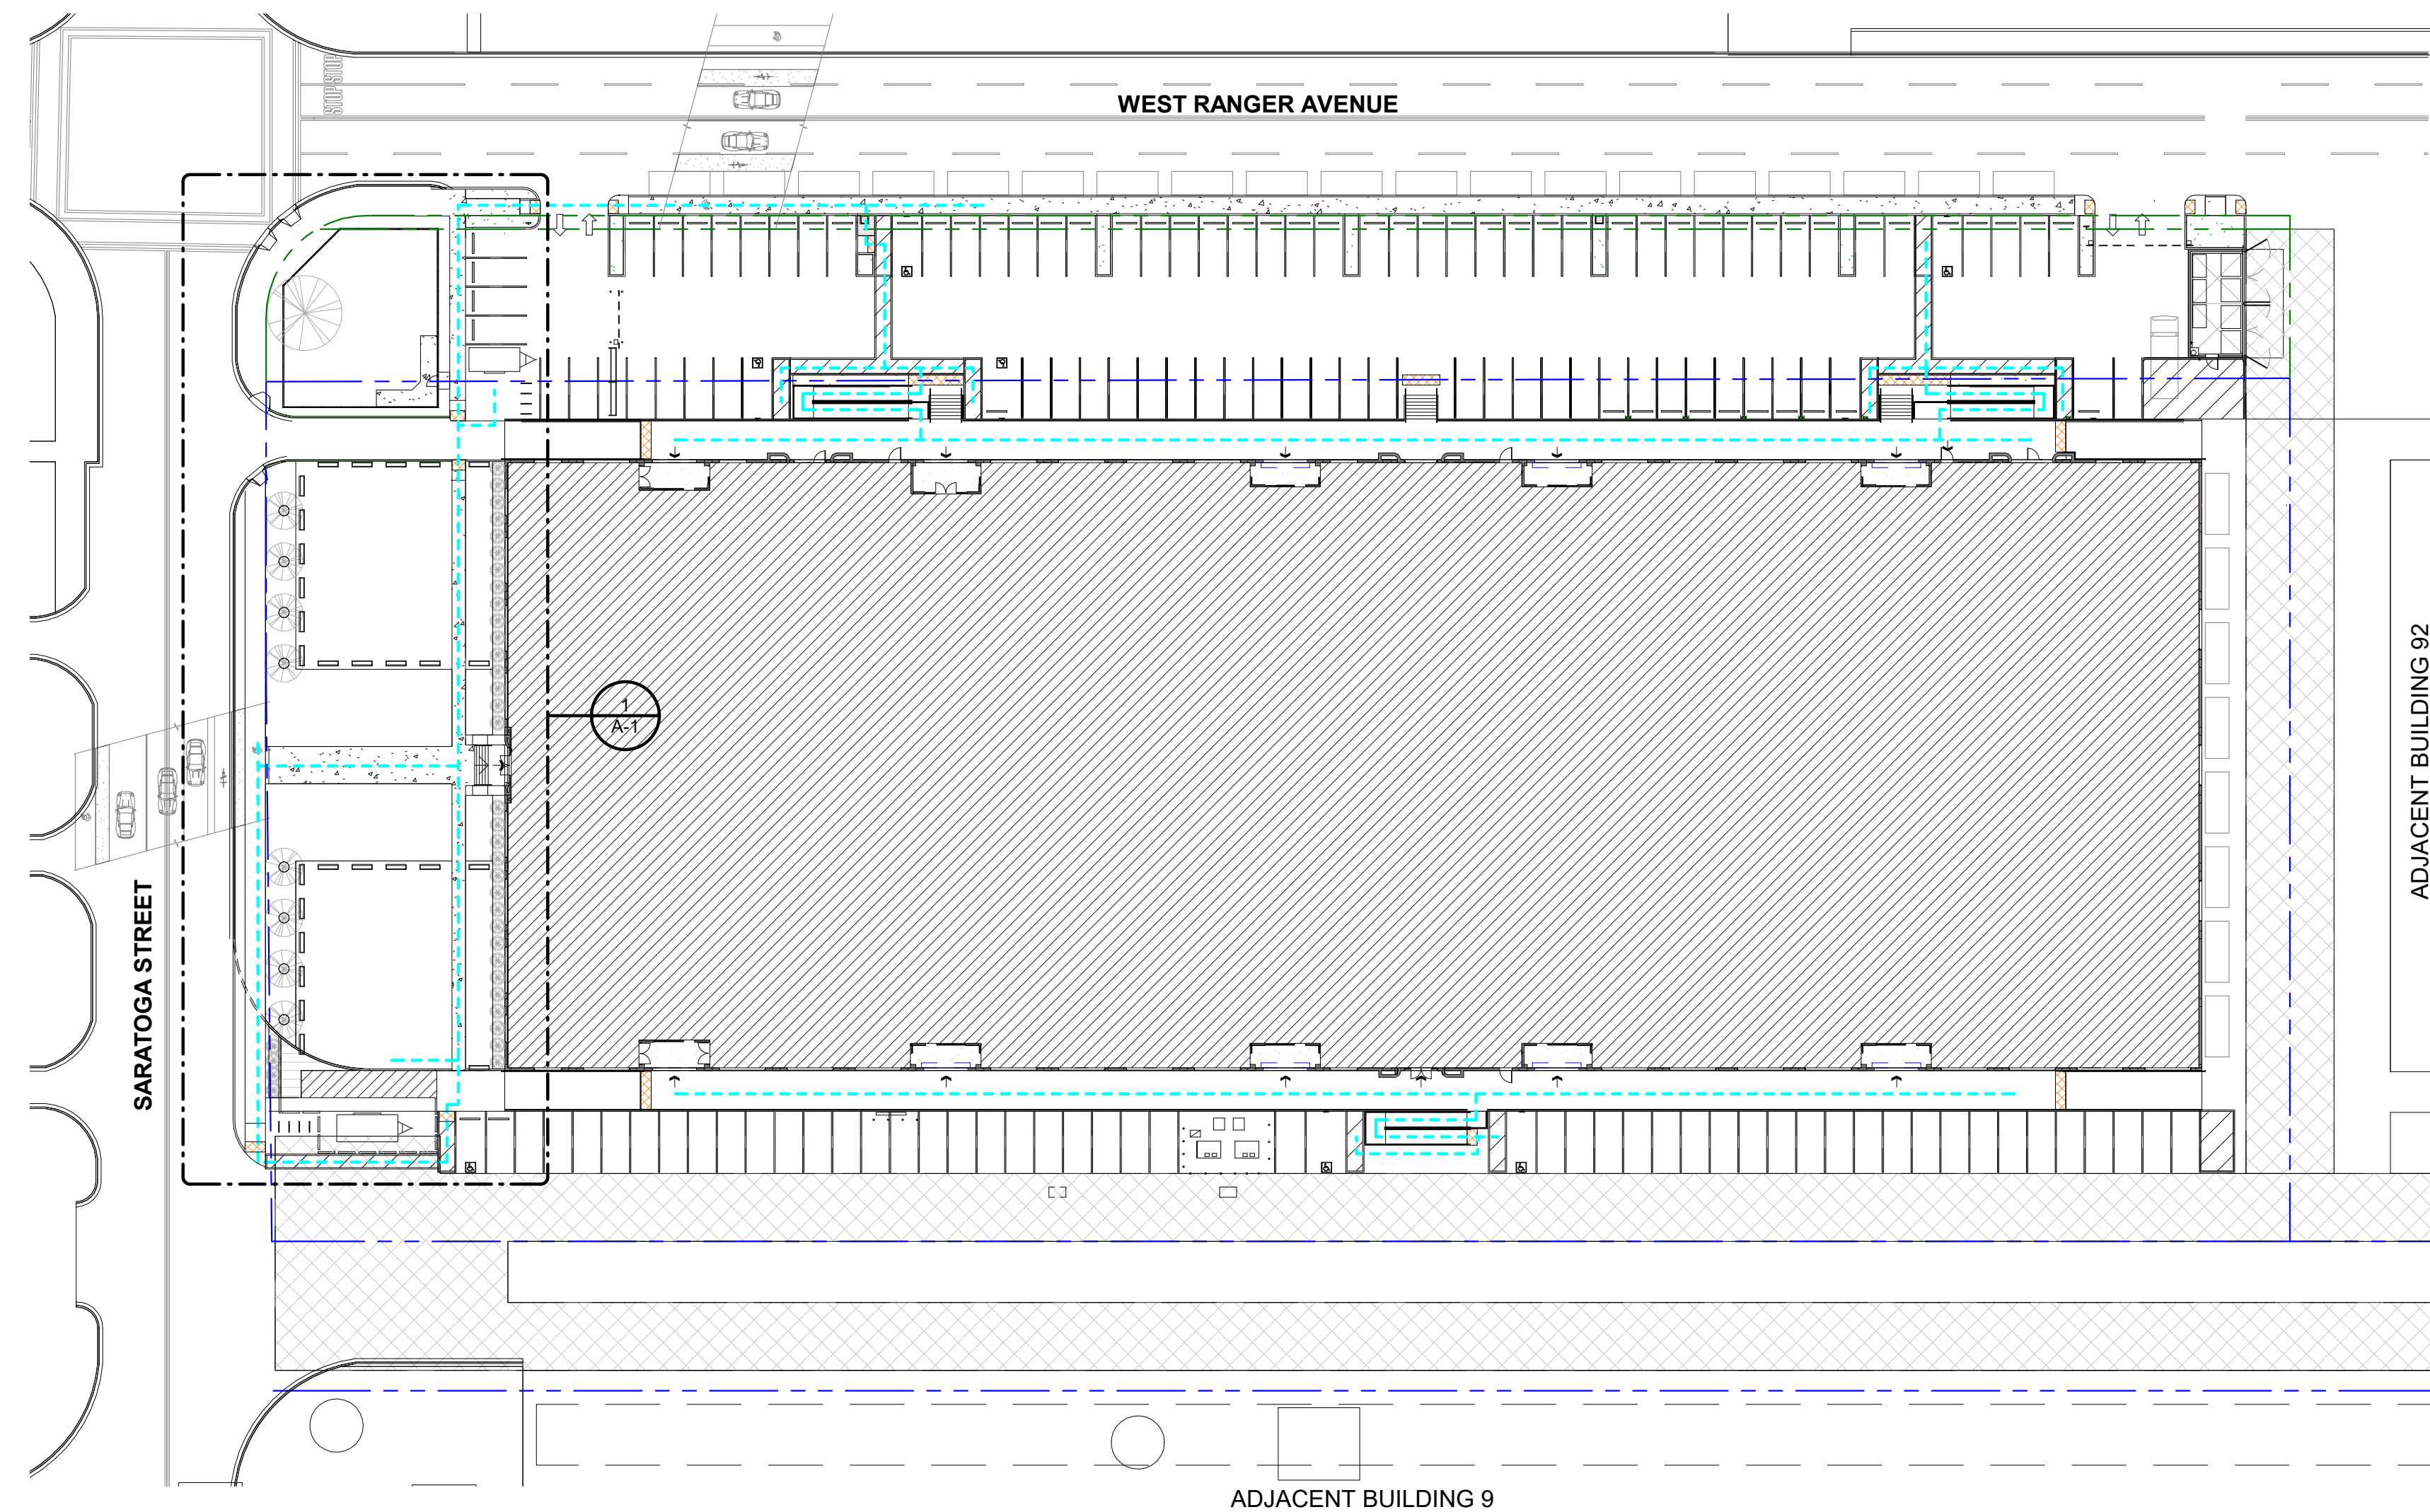 STOP STOP
WEST RANGER AVENUE
1
A-1
ADJACENT BUILDING 92
SARATOGA STREET
ADJACENT BUILDING 9